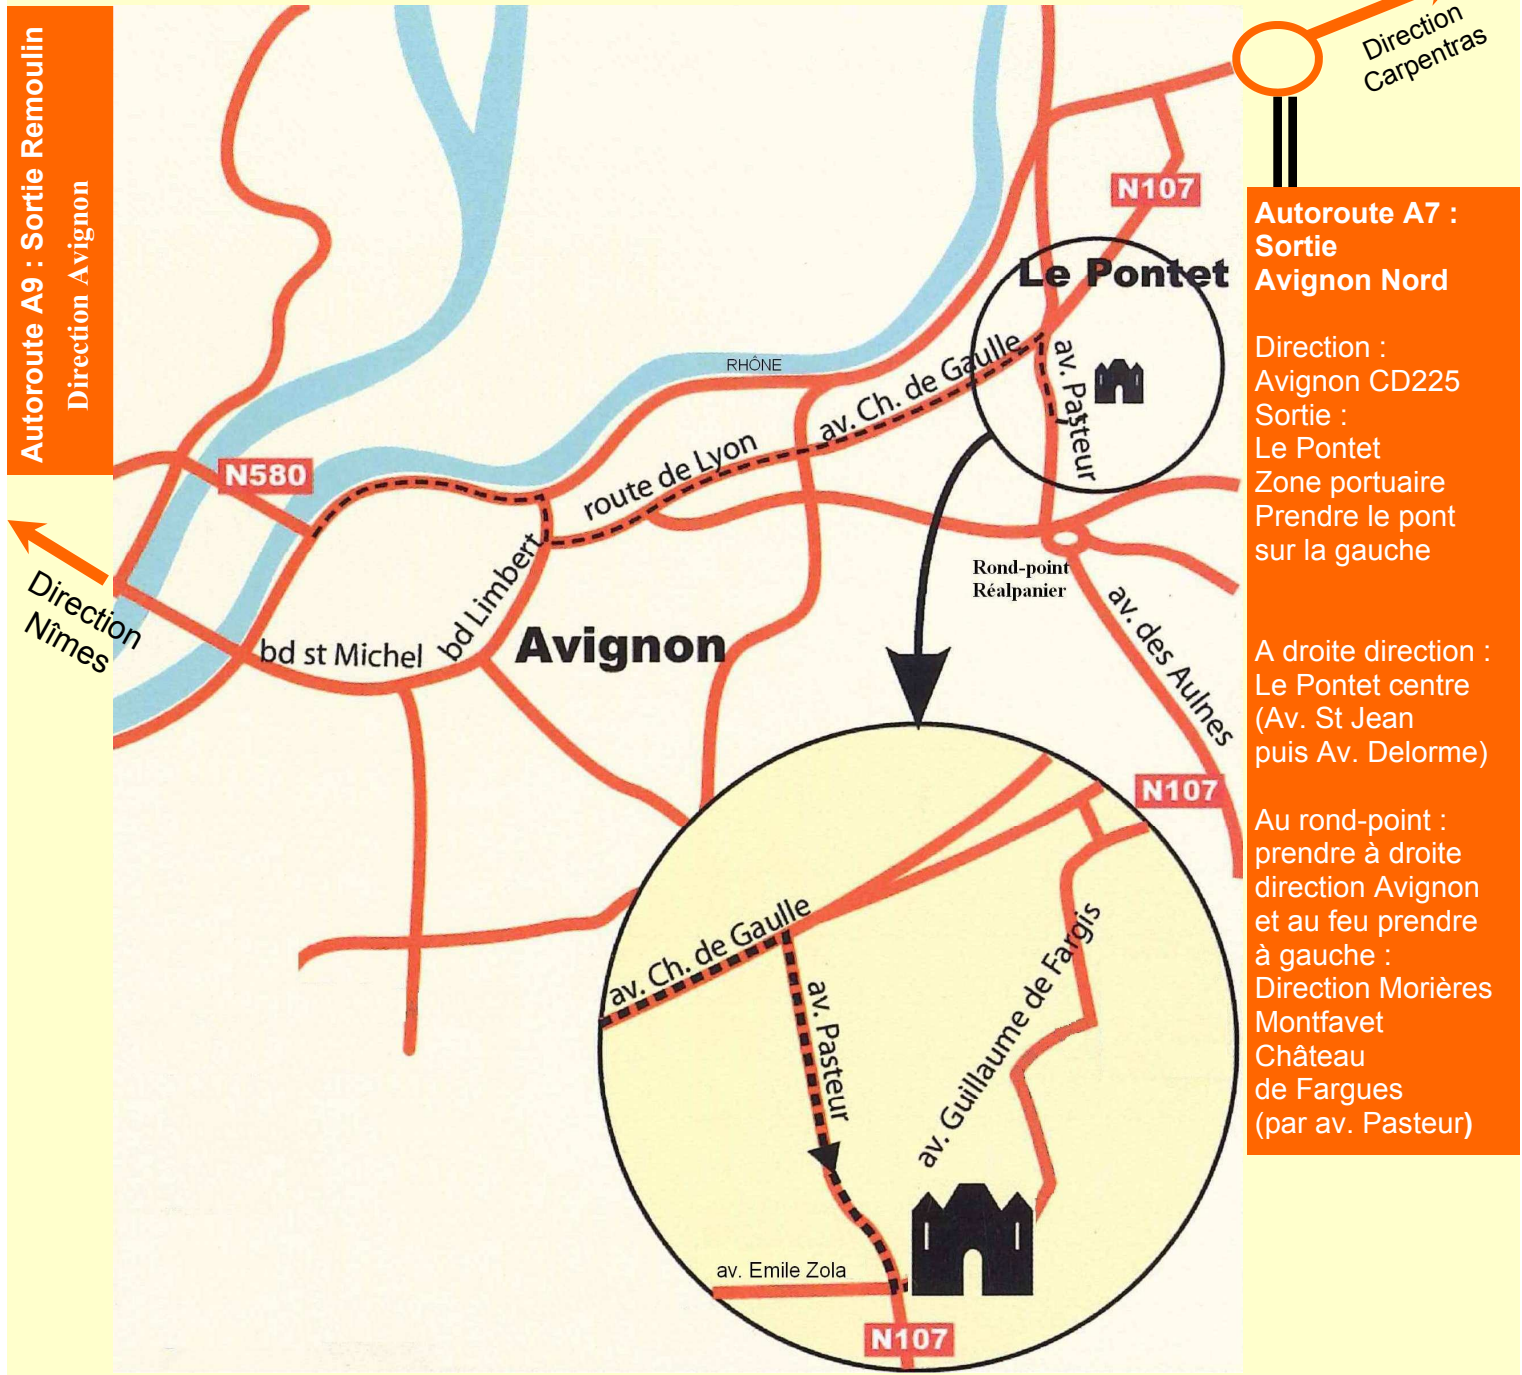 Autoroute A9 : Sortie Remoulin
Direction Avignon
Direction
Nîmes
Direction
Carpentras
N107
Le Pontet
RHÔNE
av. Ch. de Gaulle
av. Pasteur
N580
route de Lyon
bd Limbert
bd st Michel
Avignon
Rond-point
Réalpanier
av. des Aulnes
N107
av. Ch. de Gaulle
av. Pasteur
av. Guillaume de Fargis
av. Emile Zola
N107
Autoroute A7 :
Sortie
Avignon Nord
Direction :
Avignon CD225
Sortie :
Le Pontet
Zone portuaire
Prendre le pont
sur la gauche
A droite direction :
Le Pontet centre
(Av. St Jean
puis Av. Delorme)
Au rond-point :
prendre à droite
direction Avignon
et au feu prendre
à gauche :
Direction Morières
Montfavet
Château
de Fargues
(par av. Pasteur)